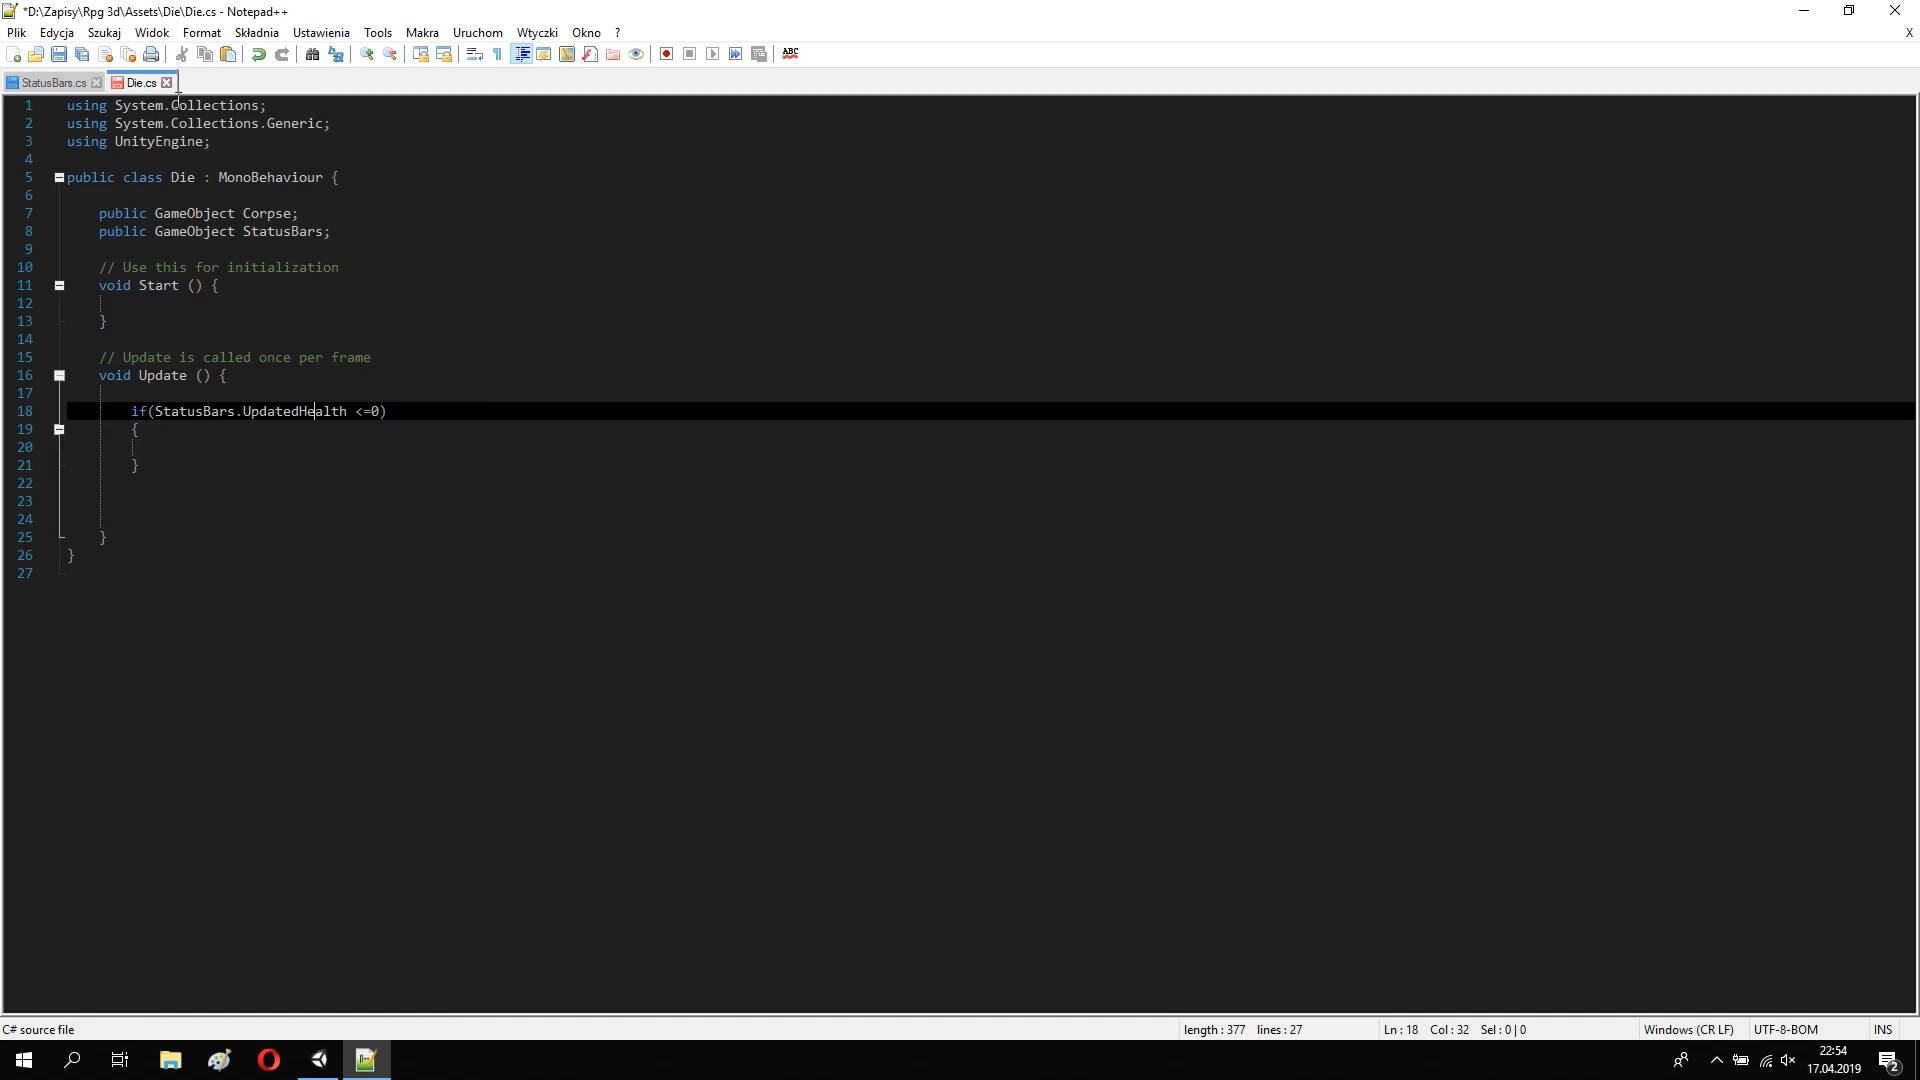 *D:\Zapisy\Rpg 3d\Assets\Die\Die.cs - Notepad++
Plik Edycja Szukaj Widok Format Składnia Ustawienia Tools Makra Uruchom Wtyczki Okno ? X
ABC
StatusBars.cs Die.cs
1 using System.Collections;
2 using System.Collections.Generic;
3 using UnityEngine;
4
5 public class Die : MonoBehaviour {
6
7 public GameObject Corpse;
8 public GameObject StatusBars;
9
10 // Use this for initialization
11 void Start () {
12
13 }
14
15 // Update is called once per frame
16 void Update () {
17
18 if(StatusBars.UpdatedHealth <=0)
19 {
20
21 }
22
23
24
25 }
26 }
27
C# source file length : 377 lines : 27 Ln : 18 Col : 32 Sel : 0 | 0 Windows (CR LF) UTF-8-BOM INS
22:54
17.04.2019
2